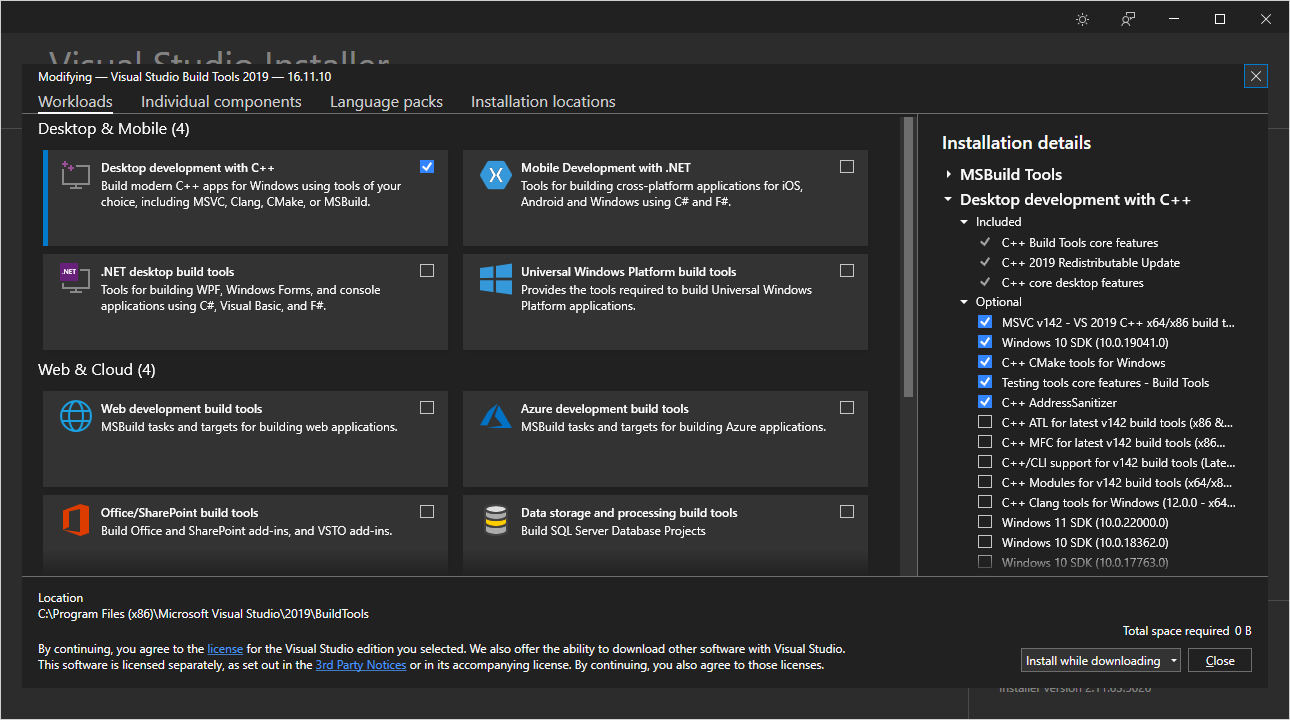 Visual Studio Installer
Modifying — Visual Studio Build Tools 2019 — 16.11.10
Workloads Individual components Language packs Installation locations
Desktop & Mobile (4)
Desktop development with C++
Build modern C++ apps for Windows using tools of your
choice, including MSVC, Clang, CMake, or MSBuild.
Mobile Development with .NET
Tools for building cross-platform applications for iOS,
Android and Windows using C# and F#.
.NET
.NET desktop build tools
Tools for building WPF, Windows Forms, and console
applications using C#, Visual Basic, and F#.
Universal Windows Platform build tools
Provides the tools required to build Universal Windows
Platform applications.
Web & Cloud (4)
Web development build tools
MSBuild tasks and targets for building web applications.
Azure development build tools
MSBuild tasks and targets for building Azure applications.
Office/SharePoint build tools
Build Office and SharePoint add-ins, and VSTO add-ins.
Data storage and processing build tools
Build SQL Server Database Projects
Installation details
MSBuild Tools
Desktop development with C++
Included
C++ Build Tools core features
C++ 2019 Redistributable Update
C++ core desktop features
Optional
MSVC v142 - VS 2019 C++ x64/x86 build t...
Windows 10 SDK (10.0.19041.0)
C++ CMake tools for Windows
Testing tools core features - Build Tools
C++ AddressSanitizer
C++ ATL for latest v142 build tools (x86 &...
C++ MFC for latest v142 build tools (x86...
C++/CLI support for v142 build tools (Late...
C++ Modules for v142 build tools (x64/x8...
C++ Clang tools for Windows (12.0.0 - x64...
Windows 11 SDK (10.0.22000.0)
Windows 10 SDK (10.0.18362.0)
Windows 10 SDK (10.0.17763.0)
Location
C:\Program Files (x86)\Microsoft Visual Studio\2019\BuildTools
By continuing, you agree to the license for the Visual Studio edition you selected. We also offer the ability to download other software with Visual Studio.
This software is licensed separately, as set out in the 3rd Party Notices or in its accompanying license. By continuing, you also agree to those licenses.
Total space required 0 B
Install while downloading
Close
Installer version